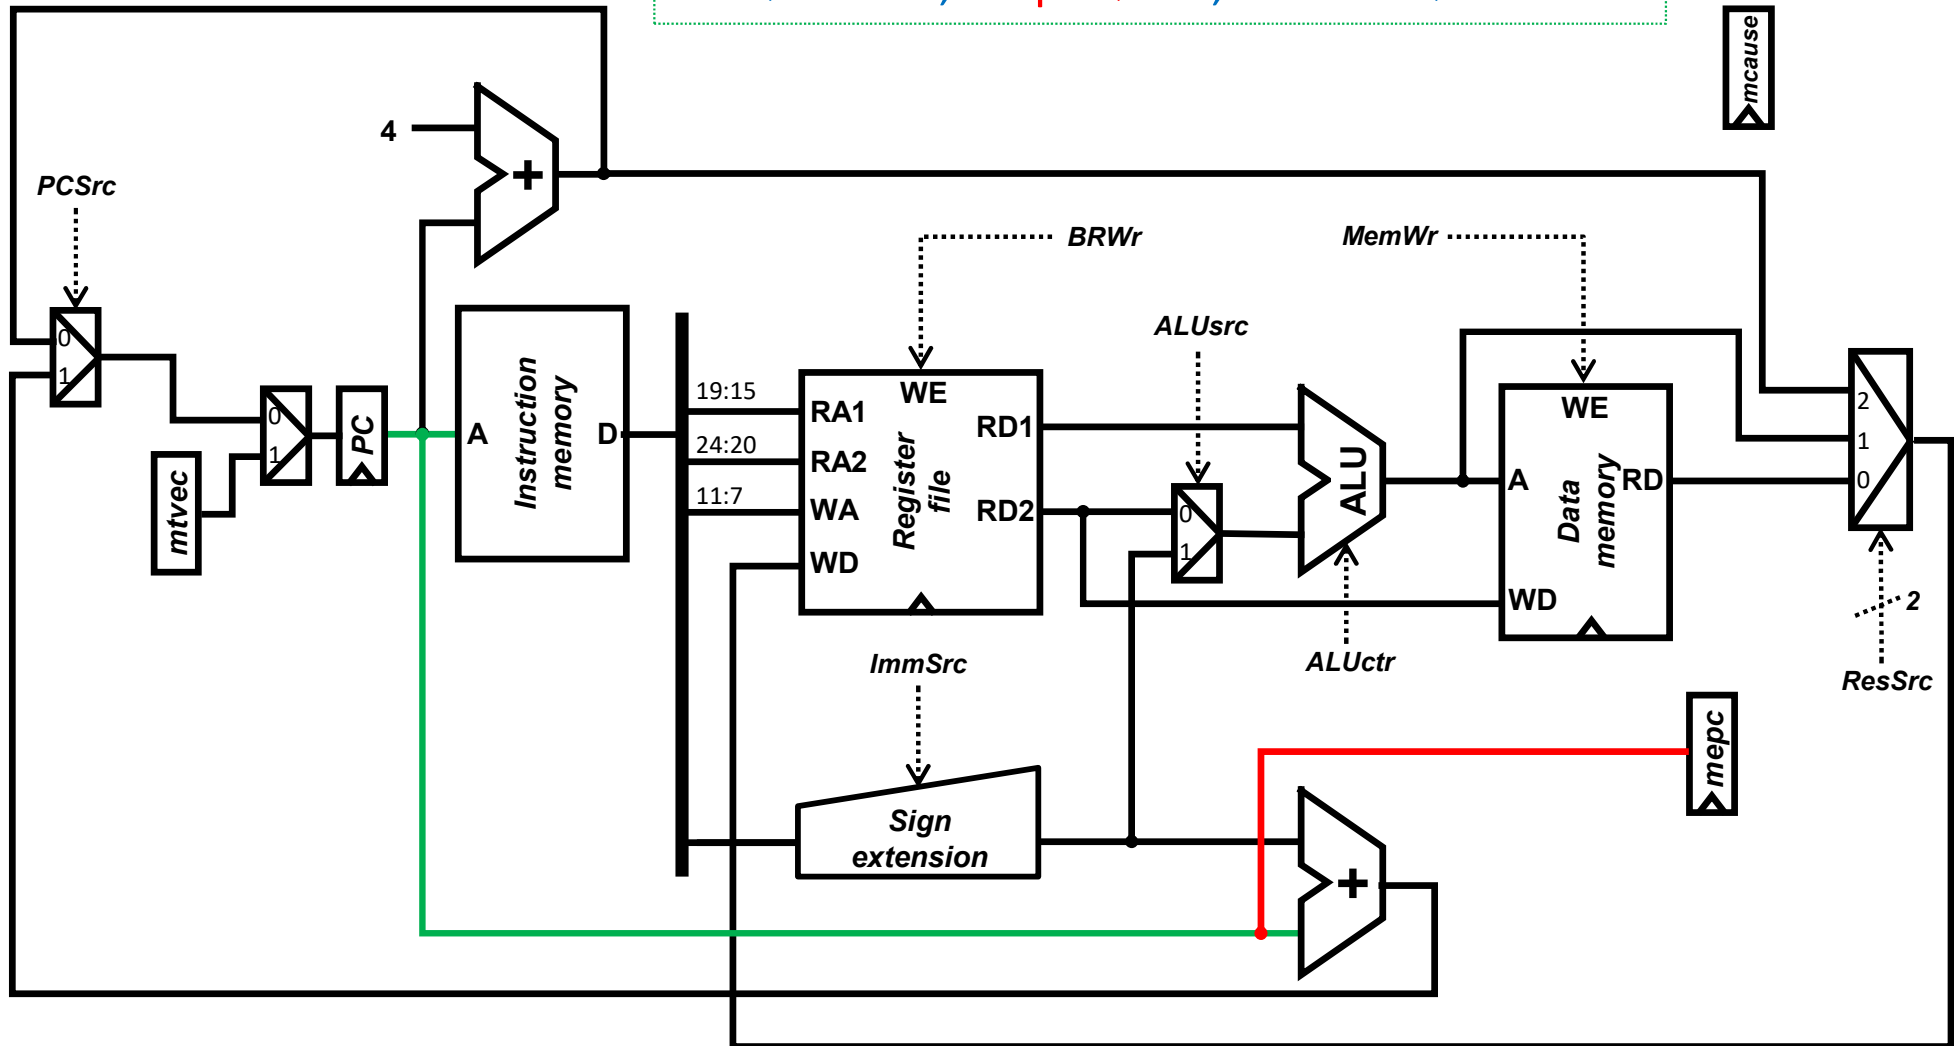 mcause
4
+
PCSrc
BRWr
MemWr
ALUsrc
0
1
0
1
mtvec
PC
A
Instruction
memory
D
19:15
24:20
11:7
WE
RA1
RA2
WA
WD
Register
file
RD1
RD2
0
1
ALU
ALUctr
WE
A
Data
memory
RD
WD
2
1
0
2
ResSrc
ImmSrc
Sign
extension
+
mepc